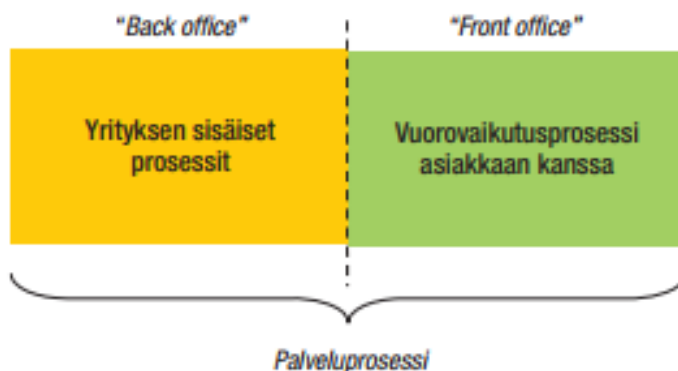 “Back office”
“Front office”
Yrityksen sisäiset
prosessit
Vuorovaikutusprosessi
asiakkaan kanssa
Palveluprosessi